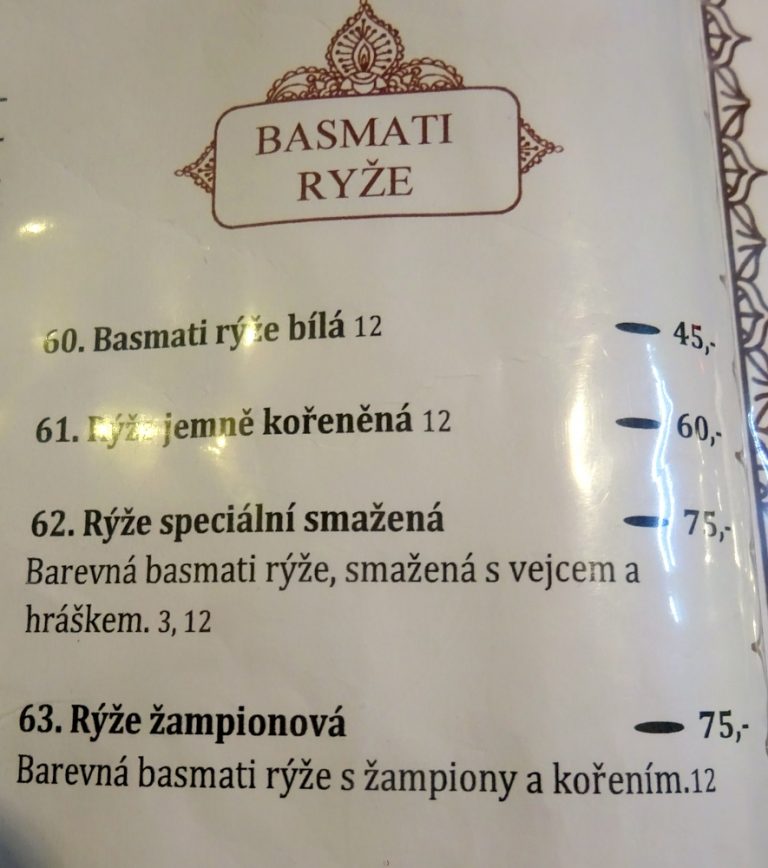 BASMATI
RYŽE
60. Basmati rýže bílá 12 45,-
61. Rýže jemně kořeněná 12 60,-
62. Rýže speciální smažená 75,-
Barevná basmati rýže, smažená s vejcem a
hráškem. 3, 12
63. Rýže žampionová 75,-
Barevná basmati rýže s žampiony a kořením.12